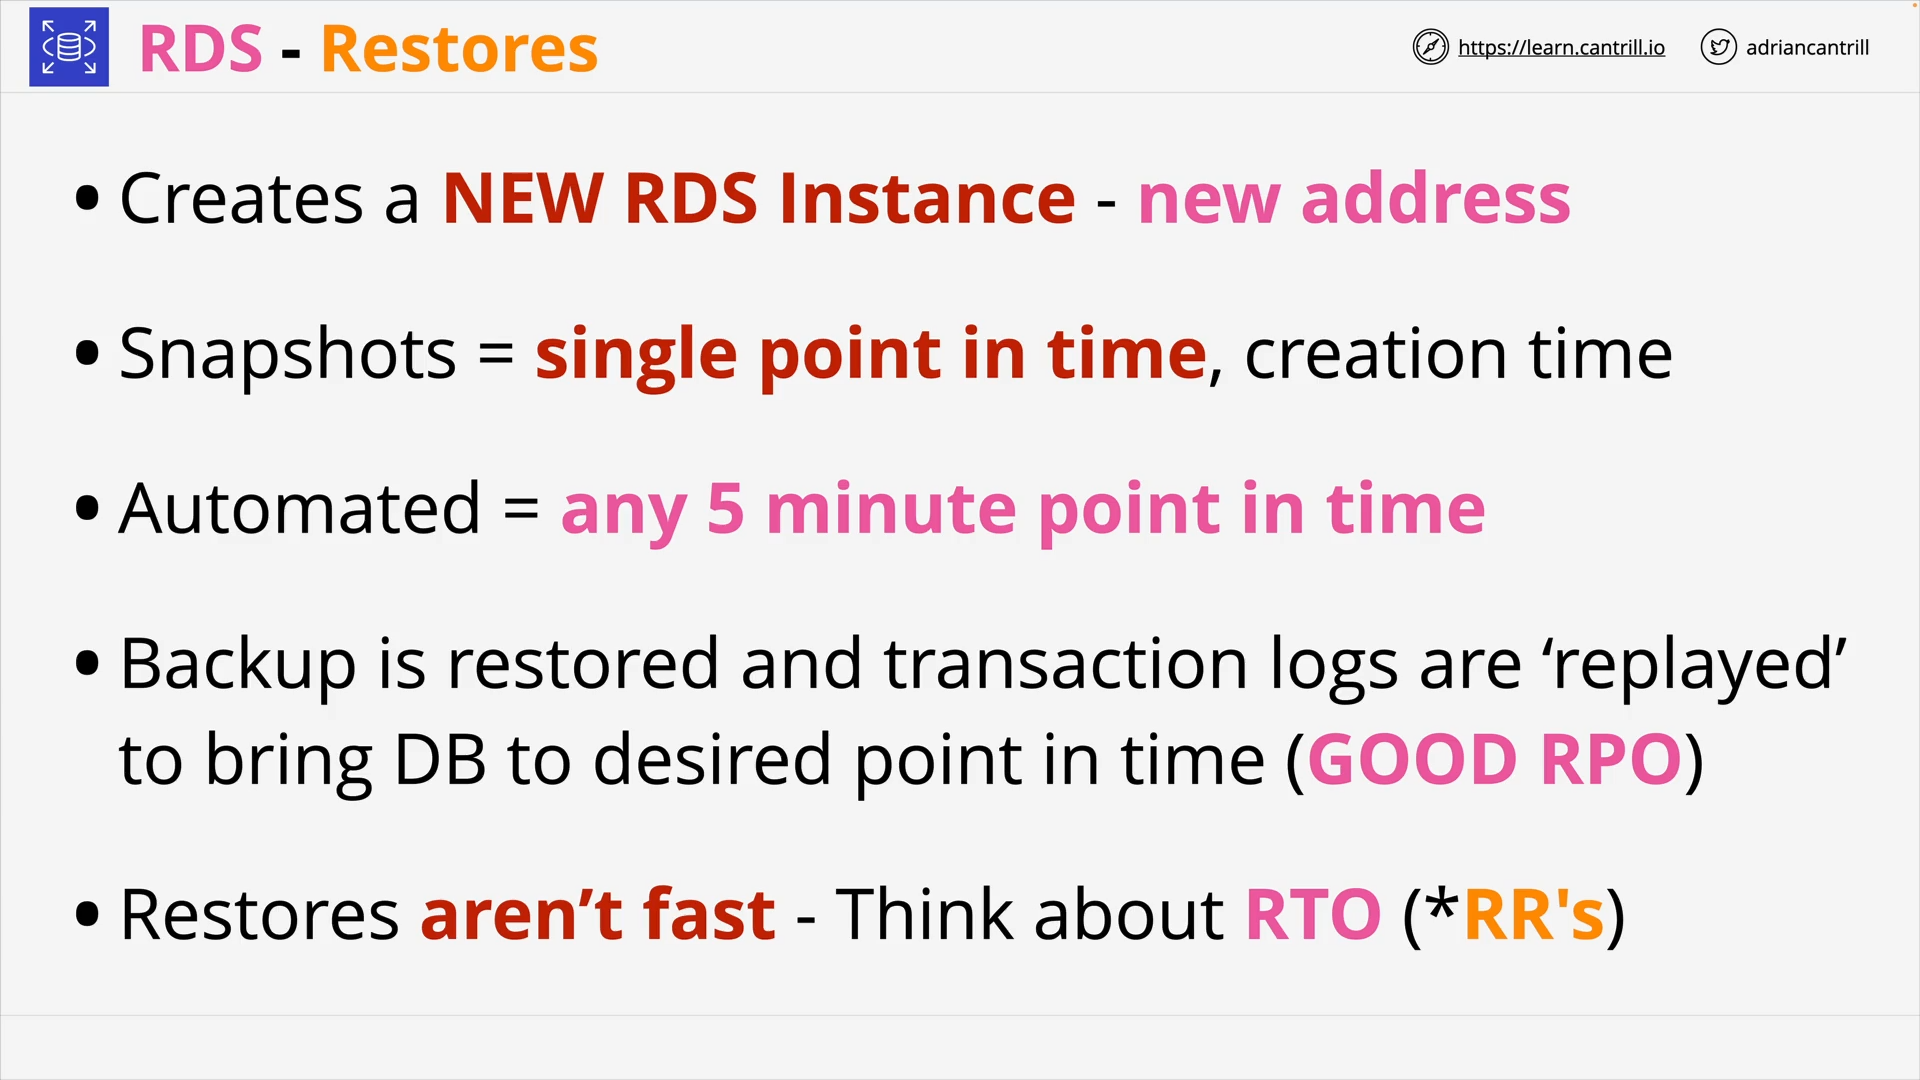 RDS - Restores
https://learn.cantrill.io
adriancantrill
• Creates a NEW RDS Instance - new address
• Snapshots = single point in time, creation time
• Automated = any 5 minute point in time
• Backup is restored and transaction logs are ‘replayed’
to bring DB to desired point in time (GOOD RPO)
• Restores aren’t fast - Think about RTO (*RR's)